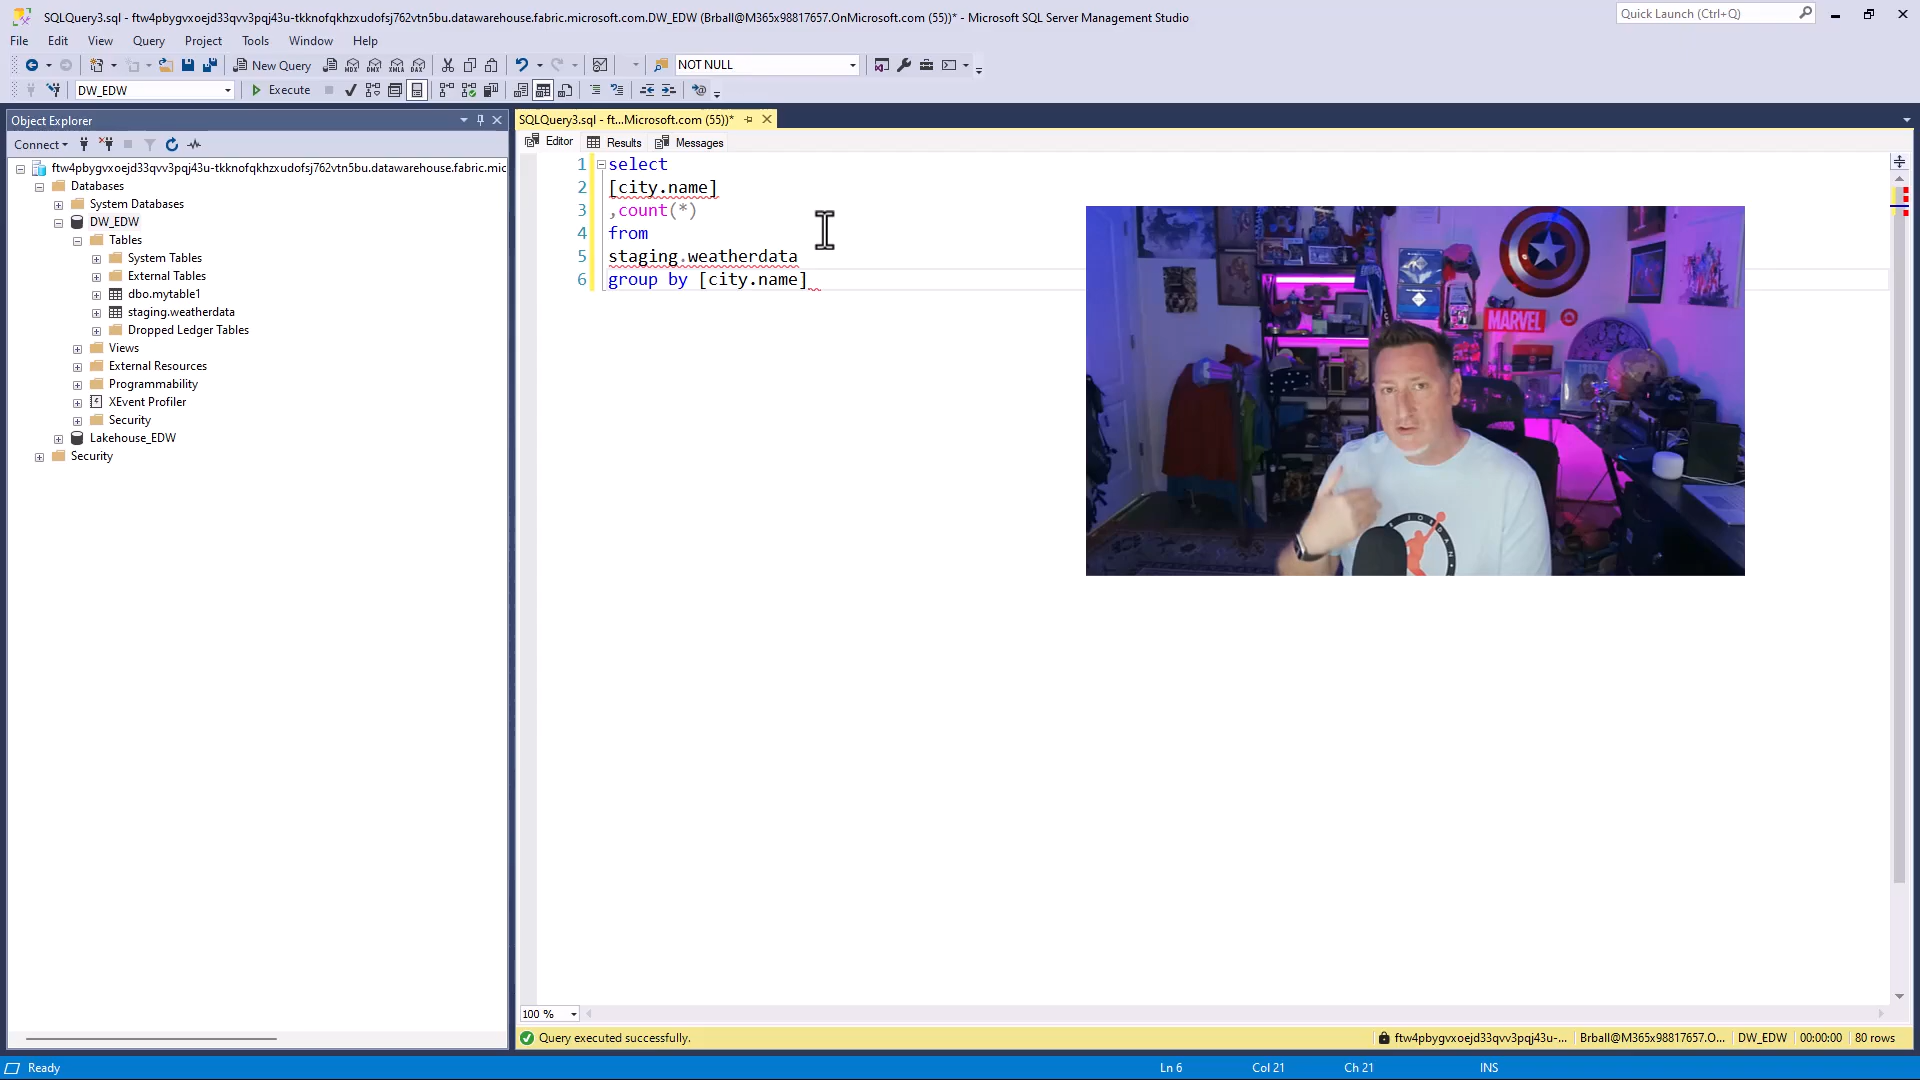 SQLQuery3.sql - ftw4pbygvxoejd33qvv3pqj43u-tkknofqkhzxudofsj762vtn5bu.datawarehouse.fabric.microsoft.com.DW_EDW (Brball@M365x98817657.OnMicrosoft.com (55))* - Microsoft SQL Server Management Studio
Quick Launch (Ctrl+Q)
File Edit View Query Project Tools Window Help
New Query
NOT NULL
DW_EDW
Execute
Object Explorer
SQLQuery3.sql - ft...Microsoft.com (55))*
Connect
Editor Results Messages
ftw4pbygvxoejd33qvv3pqj43u-tkknofqkhzxudofsj762vtn5bu.datawarehouse.fabric.mic
Databases
System Databases
DW_EDW
Tables
System Tables
External Tables
dbo.mytable1
staging.weatherdata
Dropped Ledger Tables
Views
External Resources
Programmability
XEvent Profiler
Security
Lakehouse_EDW
Security
1 select
2 [city.name]
3 ,count(*)
4 from
5 staging.weatherdata
6 group by [city.name]
MARVEL
JORDAN
100 %
Query executed successfully.
ftw4pbygvxoejd33qvv3pqj43u-...
Brball@M365x98817657.O...
DW_EDW
00:00:00
80 rows
Ready
Ln 6
Col 21
Ch 21
INS